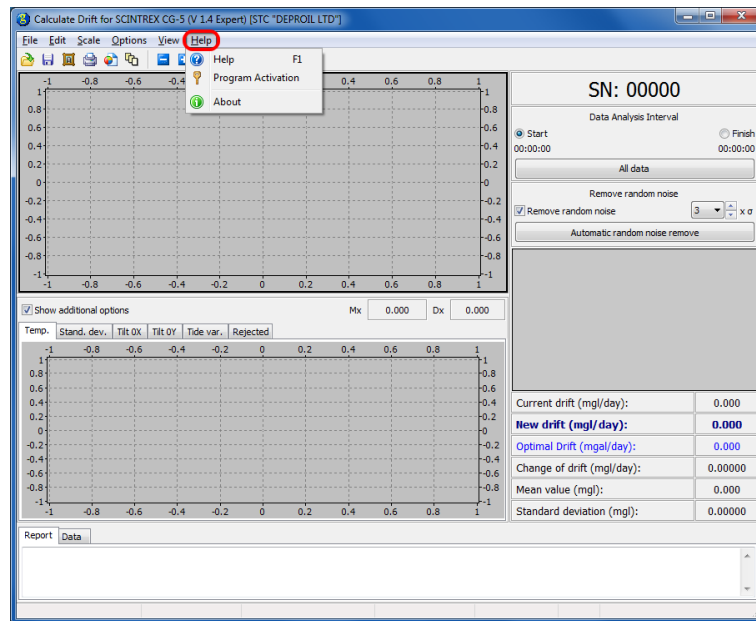 Calculate Drift for SCINTREX CG-5 (V 1.4 Expert) [STC "DEPROIL LTD"]
File Edit Scale Options View Help
Help F1
Program Activation
About
-1 -0.8 -0.6 -0.4 0.4 0.6 0.8 1
1
0.8 0.8
0.6 0.6
0.4 0.4
0.2 0.2
0 0
-0.2 -0.2
-0.4 -0.4
-0.6 -0.6
-0.8 -0.8
-1 -1
-1 -0.8 -0.6 -0.4 -0.2 0 0.2 0.4 0.6 0.8 1
SN: 00000
Data Analysis Interval
Start Finish
00:00:00 00:00:00
All data
Remove random noise
Remove random noise 3 x σ
Automatic random noise remove
Show additional options Mx 0.000 Dx 0.000
Temp. Stand. dev. Tilt 0X Tilt 0Y Tide var. Rejected
-1 -0.8 -0.6 -0.4 -0.2 0 0.2 0.4 0.6 0.8 1
1 1
0.8 0.8
0.6 0.6
0.4 0.4
0.2 0.2
0 0
-0.2 -0.2
-0.4 -0.4
-0.6 -0.6
-0.8 -0.8
-1 -1
-1 -0.8 -0.6 -0.4 -0.2 0 0.2 0.4 0.6 0.8 1
Current drift (mgl/day): 0.000
New drift (mgl/day): 0.000
Optimal Drift (mgal/day): 0.000
Change of drift (mgl/day): 0.00000
Mean value (mgl): 0.000
Standard deviation (mgl): 0.00000
Report Data